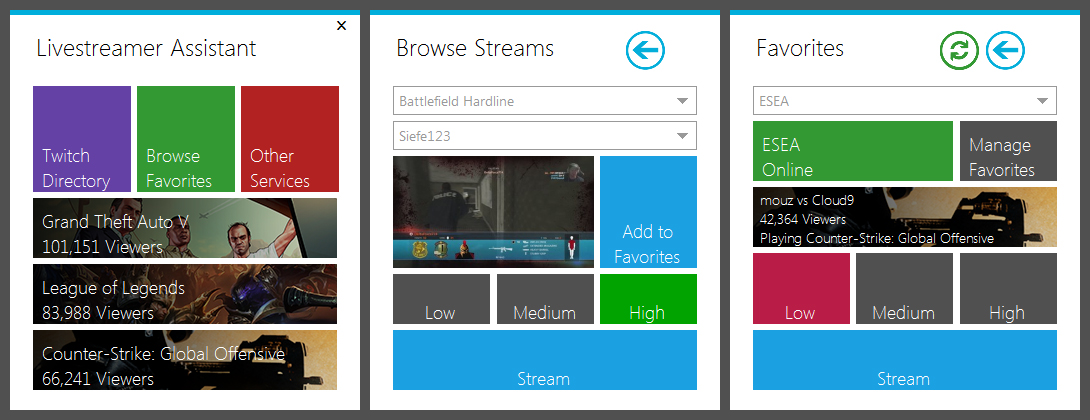 Livestreamer Assistant
Twitch
Directory
Browse
Favorites
Other
Services
Grand Theft Auto V
101,151 Viewers
League of Legends
83,988 Viewers
Counter-Strike: Global Offensive
66,241 Viewers
Browse Streams
Battlefield Hardline
Siefe123
Add to
Favorites
Low
Medium
High
Stream
Favorites
ESEA
ESEA
Online
Manage
Favorites
mouz vs Cloud9
42,364 Viewers
Playing Counter-Strike: Global Offensive
Low
Medium
High
Stream